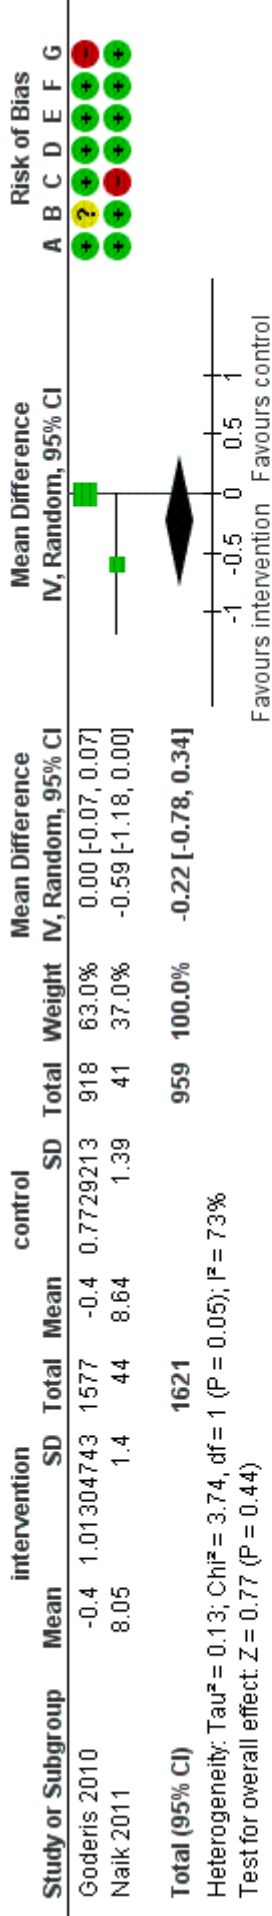 intervention control Mean Difference Mean Difference Risk of Bias
Study or Subgroup Mean SD Total Mean SD Total Weight IV, Random, 95% CI IV, Random, 95% CI A B C D E F G
Goderis 2010 -0.4 1.01304743 1577 -0.4 0.7729213 918 63.0% 0.00 [-0.07, 0.07] + ? + + + + -
Naik 2011 8.05 1.4 44 8.64 1.39 41 37.0% -0.59 [-1.18, 0.00] + + - + + + +
Total (95% CI) 1621 959 100.0% -0.22 [-0.78, 0.34]
Heterogeneity: Tau² = 0.13; Chi² = 3.74, df = 1 (P = 0.05); I² = 73%
Test for overall effect: Z = 0.77 (P = 0.44)
-1 -0.5 0 0.5 1
Favours intervention Favours control